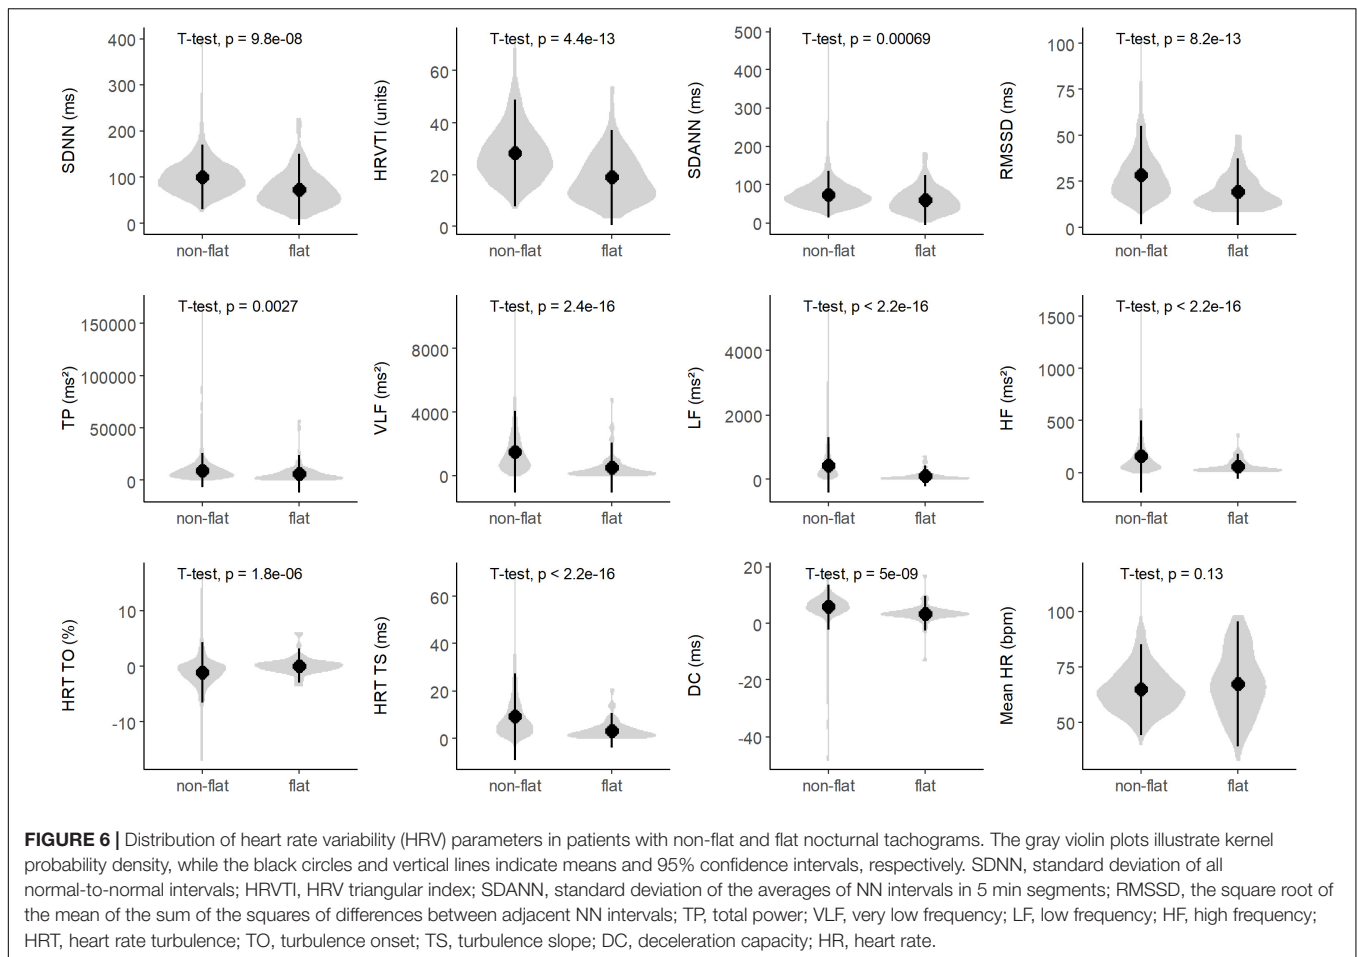 T-test, p = 9.8e-08
SDNN (ms)
400
300
200
100
0
non-flat flat
T-test, p = 4.4e-13
HRVTI (units)
60
40
20
0
non-flat flat
T-test, p = 0.00069
SDANN (ms)
500
400
300
200
100
0
non-flat flat
T-test, p = 8.2e-13
RMSSD (ms)
100
75
50
25
0
non-flat flat
T-test, p = 0.0027
TP (ms²)
150000
100000
50000
0
non-flat flat
T-test, p = 2.4e-16
VLF (ms²)
8000
4000
0
non-flat flat
T-test, p < 2.2e-16
LF (ms²)
4000
2000
0
non-flat flat
T-test, p < 2.2e-16
HF (ms²)
1500
1000
500
0
non-flat flat
T-test, p = 1.8e-06
HRT TO (%)
10
0
-10
non-flat flat
T-test, p < 2.2e-16
HRT TS (ms)
60
40
20
0
non-flat flat
T-test, p = 5e-09
DC (ms)
20
0
-20
-40
non-flat flat
T-test, p = 0.13
Mean HR (bpm)
100
75
50
non-flat flat
FIGURE 6 | Distribution of heart rate variability (HRV) parameters in patients with non-flat and flat nocturnal tachograms. The gray violin plots illustrate kernel
probability density, while the black circles and vertical lines indicate means and 95% confidence intervals, respectively. SDNN, standard deviation of all
normal-to-normal intervals; HRVTI, HRV triangular index; SDANN, standard deviation of the averages of NN intervals in 5 min segments; RMSSD, the square root of
the mean of the sum of the squares of differences between adjacent NN intervals; TP, total power; VLF, very low frequency; LF, low frequency; HF, high frequency;
HRT, heart rate turbulence; TO, turbulence onset; TS, turbulence slope; DC, deceleration capacity; HR, heart rate.